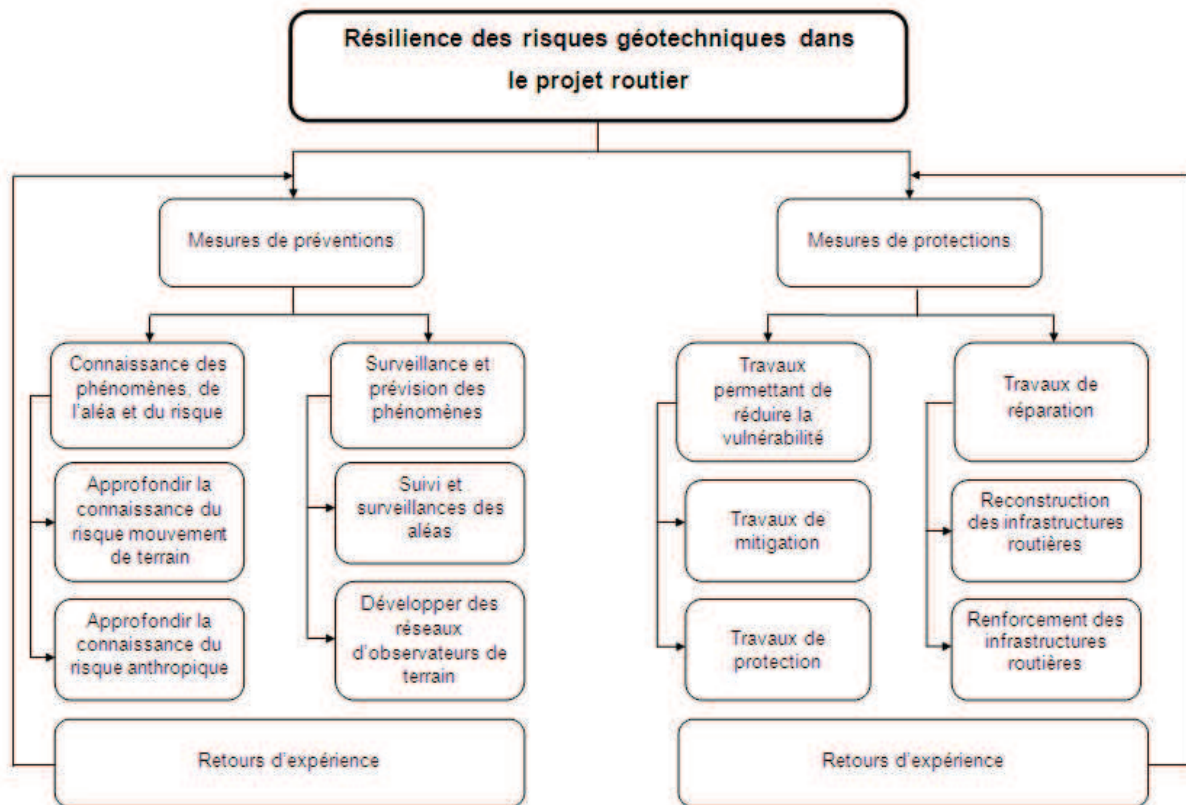 Résilience des risques géotechniques dans
le projet routier
Mesures de préventions
Mesures de protections
Connaissance des
phénomènes, de
l'aléa et du risque
Surveillance et
prévision des
phénomènes
Travaux
permettant de
réduire la
vulnérabilité
Travaux de
réparation
Approfondir la
connaissance du
risque mouvement
de terrain
Suivi et
surveillances des
aléas
Travaux de
mitigation
Reconstruction
des infrastructures
routières
Approfondir la
connaissance du
risque anthropique
Développer des
réseaux
d'observateurs de
terrain
Travaux de
protection
Renforcement des
infrastructures
routières
Retours d'expérience
Retours d'expérience